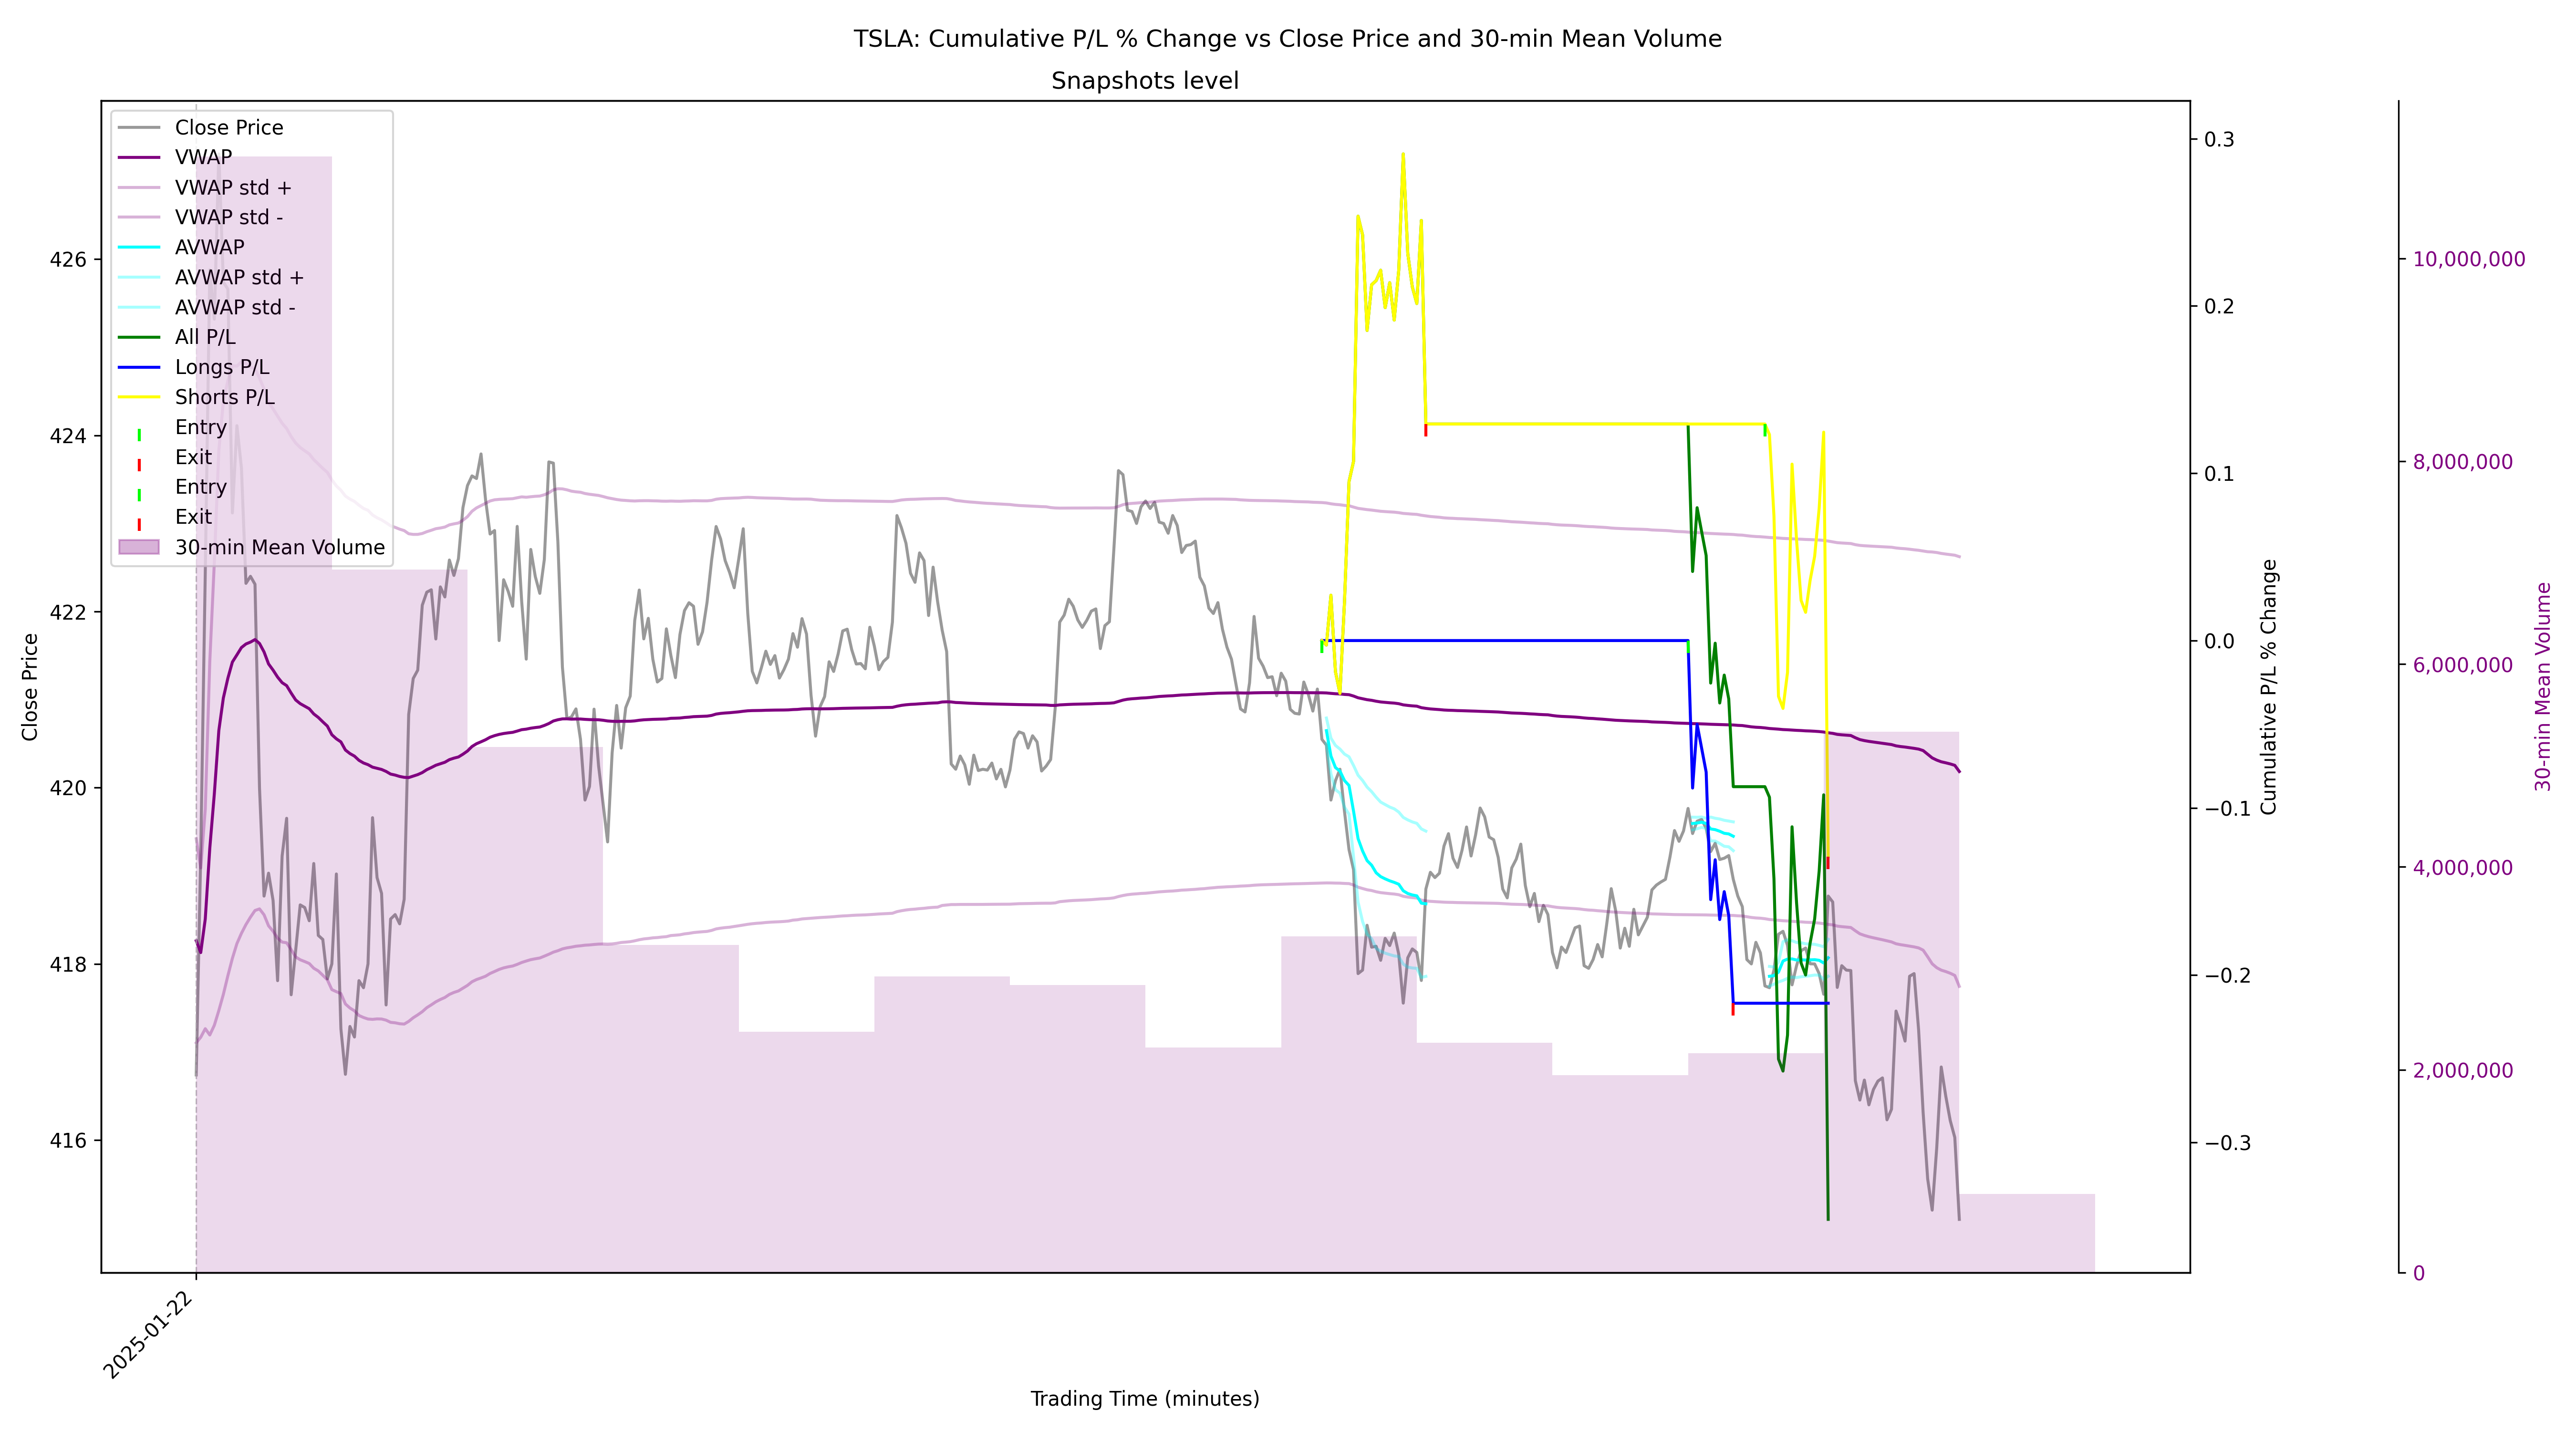 TSLA: Cumulative P/L % Change vs Close Price and 30-min Mean Volume
Snapshots level
Close Price
VWAP
VWAP std +
VWAP std -
AVWAP
AVWAP std +
AVWAP std -
All P/L
Longs P/L
Shorts P/L
Entry
Exit
Entry
Exit
30-min Mean Volume
Close Price
426
424
422
420
418
416
0.3
0.2
0.1
0.0
−0.1
−0.2
−0.3
Cumulative P/L % Change
10,000,000
8,000,000
6,000,000
4,000,000
2,000,000
0
30-min Mean Volume
2025-01-22
Trading Time (minutes)